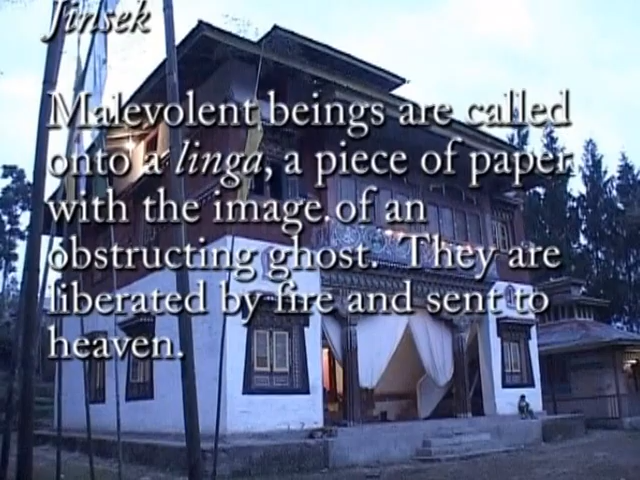 Jinsek
Malevolent beings are called
onto a linga, a piece of paper
with the image of an
obstructing ghost. They are
liberated by fire and sent to
heaven.